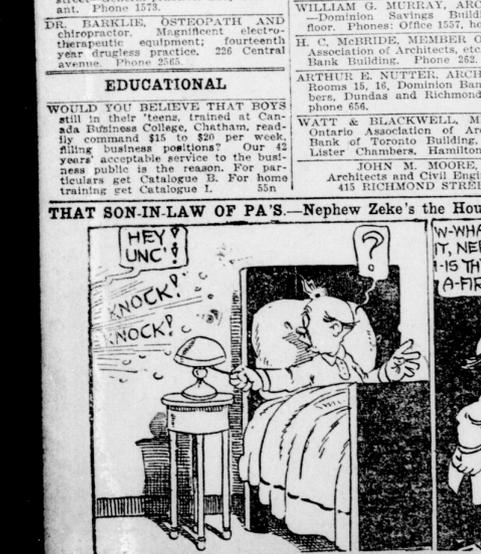 ant. Phone 1573.
DR. BARKLIE, OSTEOPATH AND
chiropractor. Magnificent electro-
therapeutic equipment; fourteenth
year drugless practice. 226 Central
avenue. Phone 2565.
EDUCATIONAL
WOULD YOU BELIEVE THAT BOYS
still in their 'teens, trained at Can-
ada Business College, Chatham, read-
ily command $15 to $20 per week,
filling business positions? Our 42
years' acceptable service to the busi-
ness public is the reason. For par-
ticulars get Catalogue B. For home
training get Catalogue I. 55n
WILLIAM G. MURRAY, ARC
—Dominion Savings Buildi
floor. Phones: Office 1557, ho
H. C. McBRIDE, MEMBER O
Association of Architects, etc
Bank Building. Phone 262.
ARTHUR E. NUTTER, ARCH
Rooms 15, 16, Dominion Ban
bers, Dundas and Richmond
phone 656.
WATT & BLACKWELL, M
Ontario Association of Ar
Bank of Toronto Building,
Lister Chambers, Hamilton
JOHN M. MOORE,
Architects and Civil Engi
415 RICHMOND STREE
THAT SON-IN-LAW OF PA'S.—Nephew Zeke's the Hou
HEY!
UNC'!
KNOCK!
KNOCK!
?
W-WHA
IT, NEP
I-IS TH
A-FIR